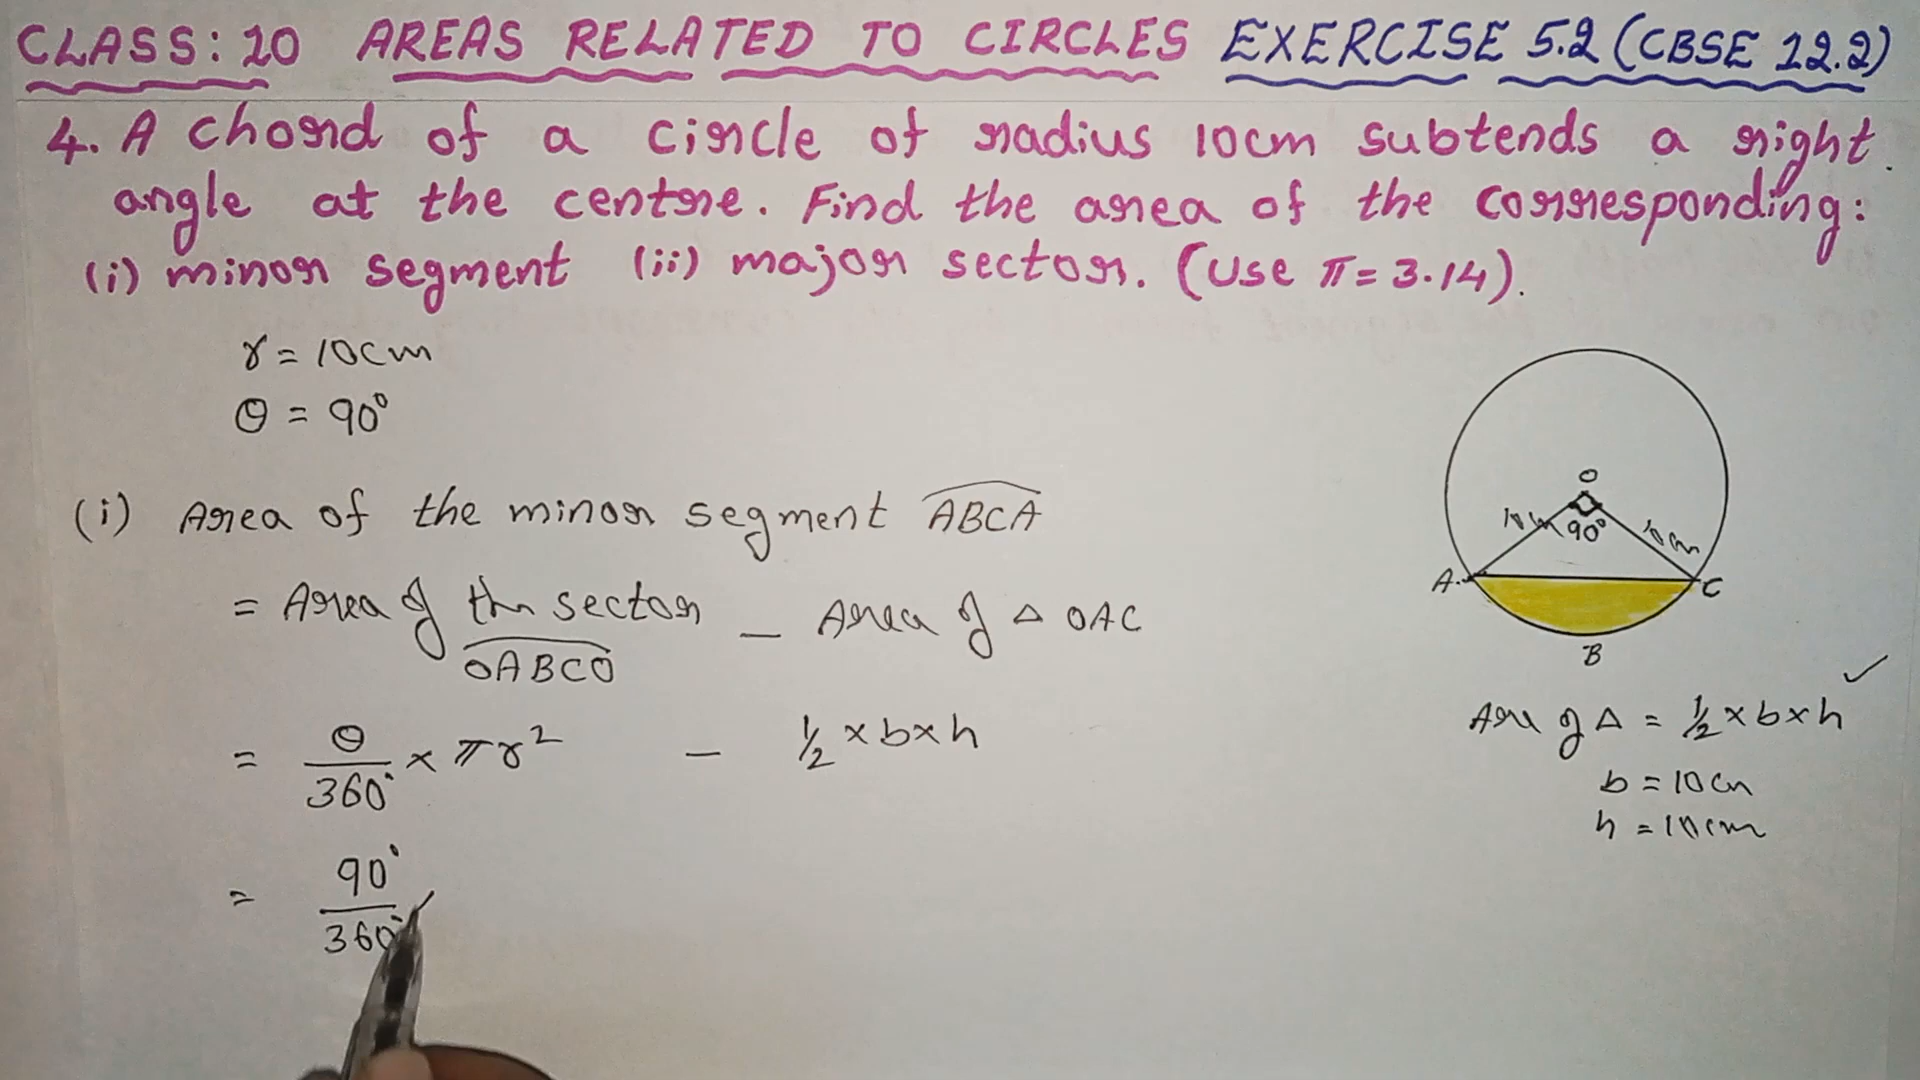 CLASS: 10 AREAS RELATED TO CIRCLES EXERCISE 5.2 (CBSE 12.2)
4. A chord of a circle of radius 10cm subtends a right
angle at the centre. Find the area of the corresponding:
(i) minor segment (ii) major sector. (Use π = 3.14).
r = 10cm
θ = 90°
(i) Area of the minor segment ABCA
= Area of the sector OABCO – Area of △ OAC
= θ/360° × πr² – ½ × b × h
= 90°/360°
O
10cm 90° 10cm
A C
B
Area of △ = ½ × b × h ✓
b = 10cm
h = 10cm